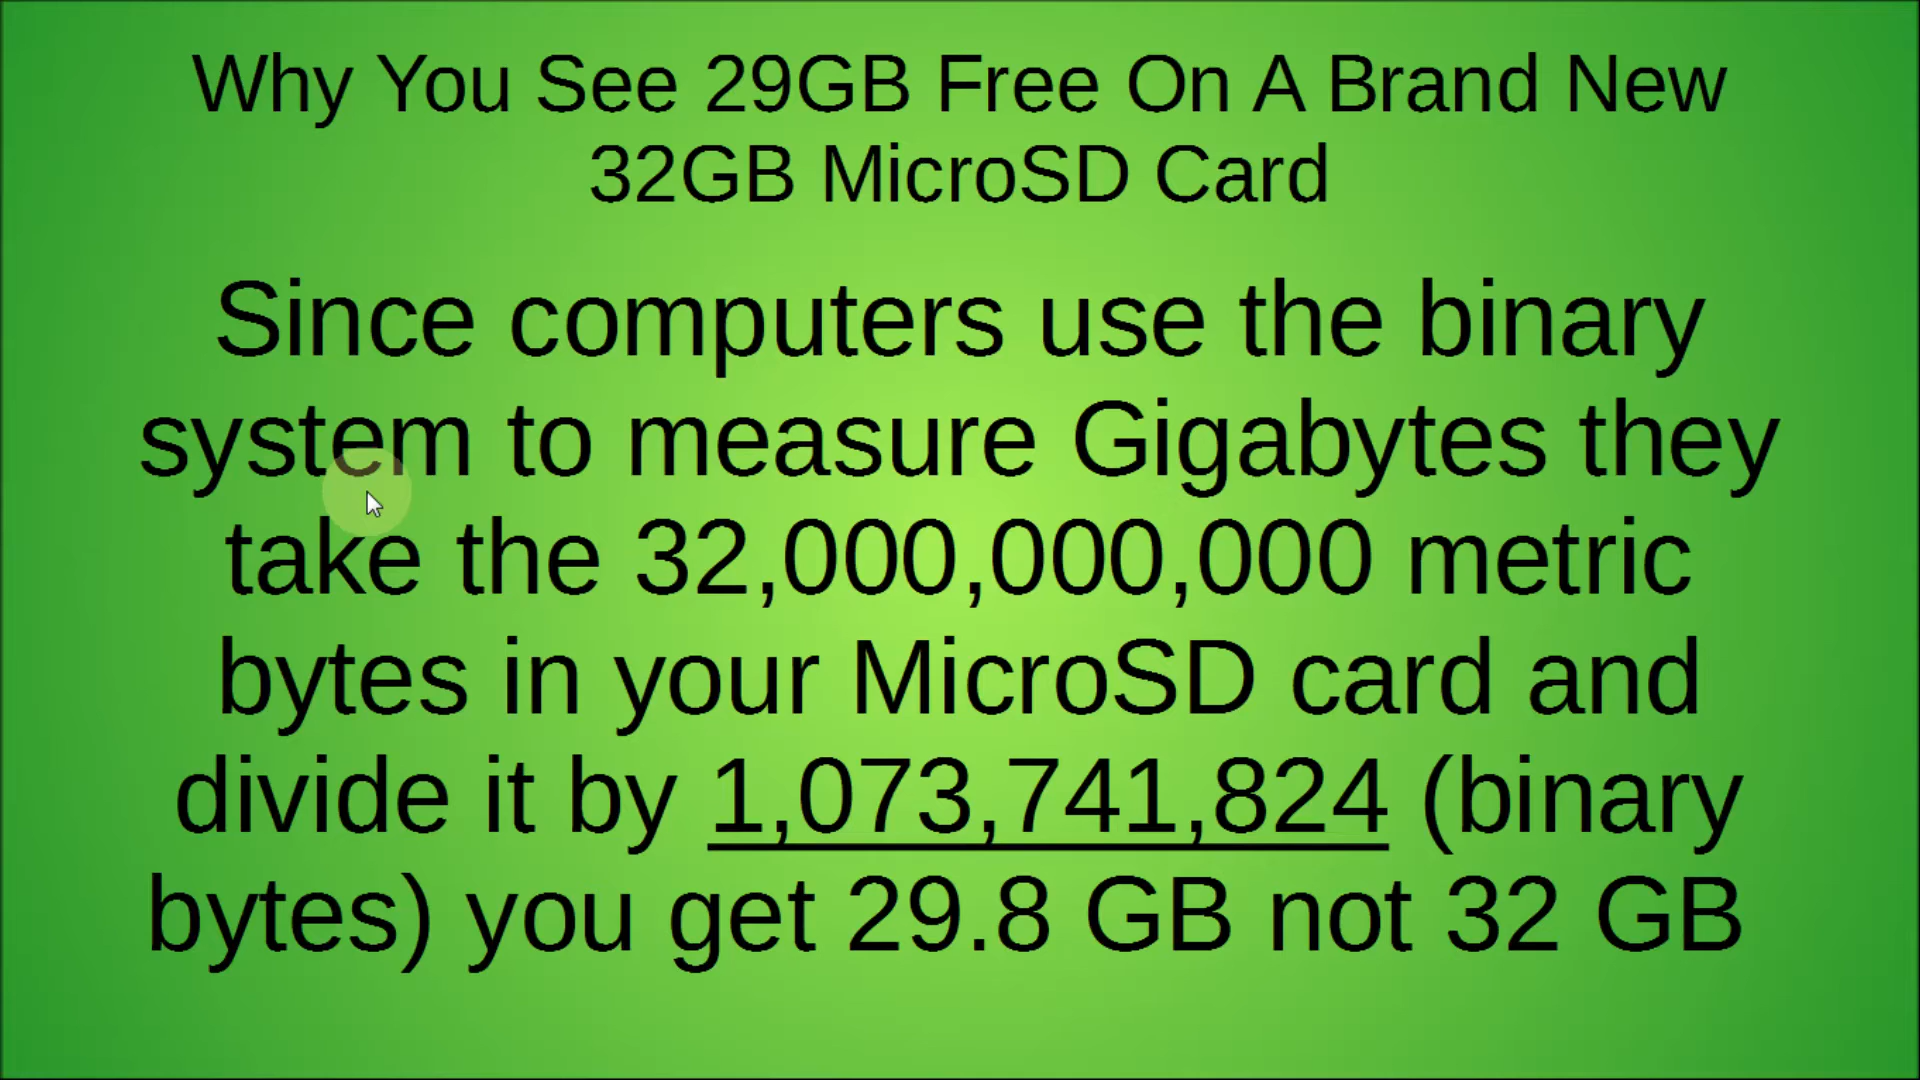 Why You See 29GB Free On A Brand New
32GB MicroSD Card
Since computers use the binary
system to measure Gigabytes they
take the 32,000,000,000 metric
bytes in your MicroSD card and
divide it by 1,073,741,824 (binary
bytes) you get 29.8 GB not 32 GB